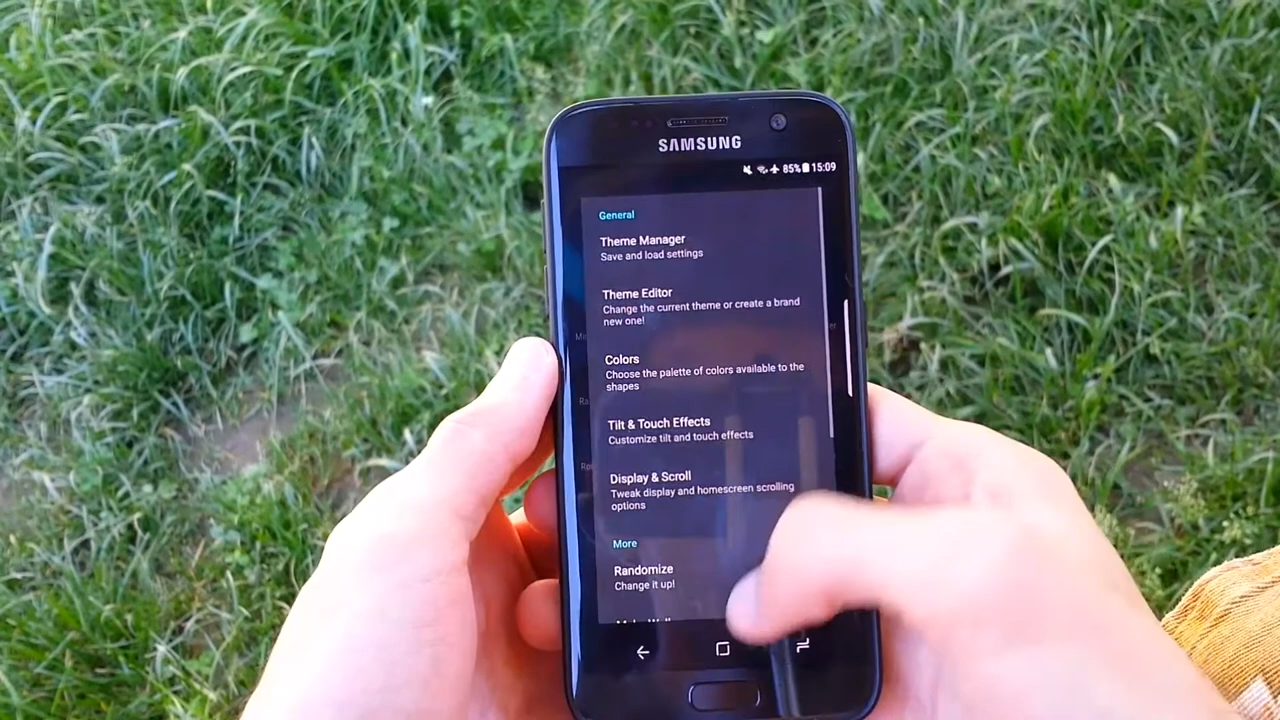 SAMSUNG
85% 15:09
General
Theme Manager
Save and load settings
Theme Editor
Change the current theme or create a brand
new one!
Colors
Choose the palette of colors available to the
shapes
Tilt & Touch Effects
Customize tilt and touch effects
Display & Scroll
Tweak display and homescreen scrolling
options
More
Randomize
Change it up!